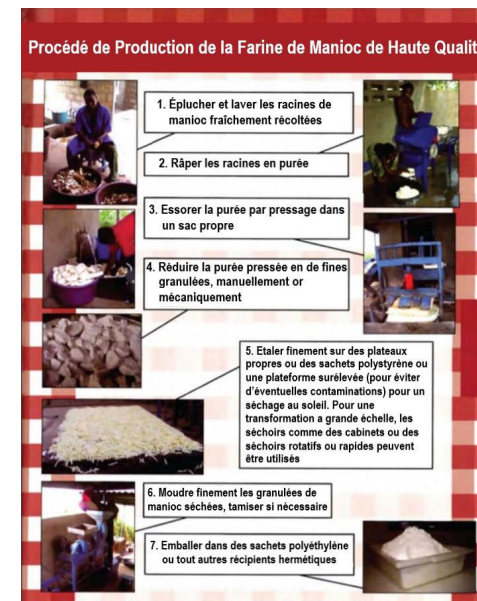 Procédé de Production de la Farine de Manioc de Haute Qualit
1. Éplucher et laver les racines de
manioc fraîchement récoltées
2. Râper les racines en purée
3. Essorer la purée par pressage dans
un sac propre
4. Réduire la purée pressée en de fines
granulées, manuellement or
mécaniquement
5. Etaler finement sur des plateaux
propres ou des sachets polystyrène ou
une plateforme surélevée (pour éviter
d'éventuelles contaminations) pour un
séchage au soleil. Pour une
transformation a grande échelle, les
séchoirs comme des cabinets ou des
séchoirs rotatifs ou rapides peuvent
être utilisés
6. Moudre finement les granulées de
manioc séchées, tamiser si nécessaire
7. Emballer dans des sachets polyéthylène
ou tout autres récipients hermétiques